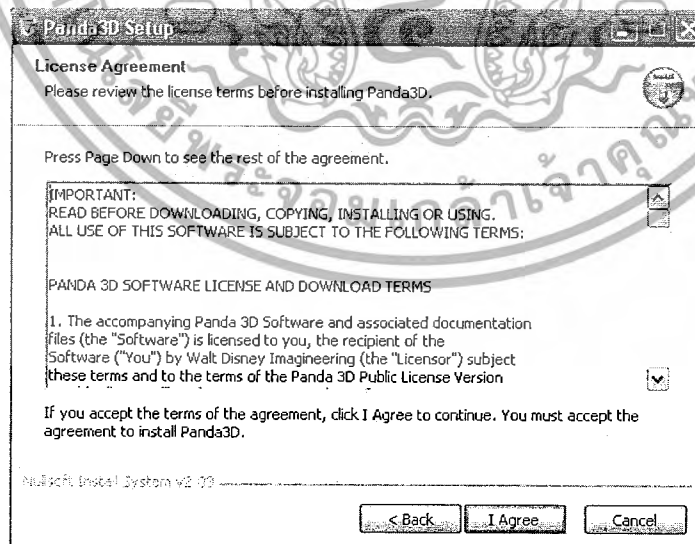 Panda3D Setup
License Agreement
Please review the license terms before installing Panda3D.
Press Page Down to see the rest of the agreement.
IMPORTANT:
READ BEFORE DOWNLOADING, COPYING, INSTALLING OR USING.
ALL USE OF THIS SOFTWARE IS SUBJECT TO THE FOLLOWING TERMS:
PANDA 3D SOFTWARE LICENSE AND DOWNLOAD TERMS
1. The accompanying Panda 3D Software and associated documentation
files (the "Software") is licensed to you, the recipient of the
Software ("You") by Walt Disney Imagineering (the "Licensor") subject
these terms and to the terms of the Panda 3D Public License Version
If you accept the terms of the agreement, click I Agree to continue. You must accept the
agreement to install Panda3D.
Nullsoft Install System
< Back
I Agree
Cancel